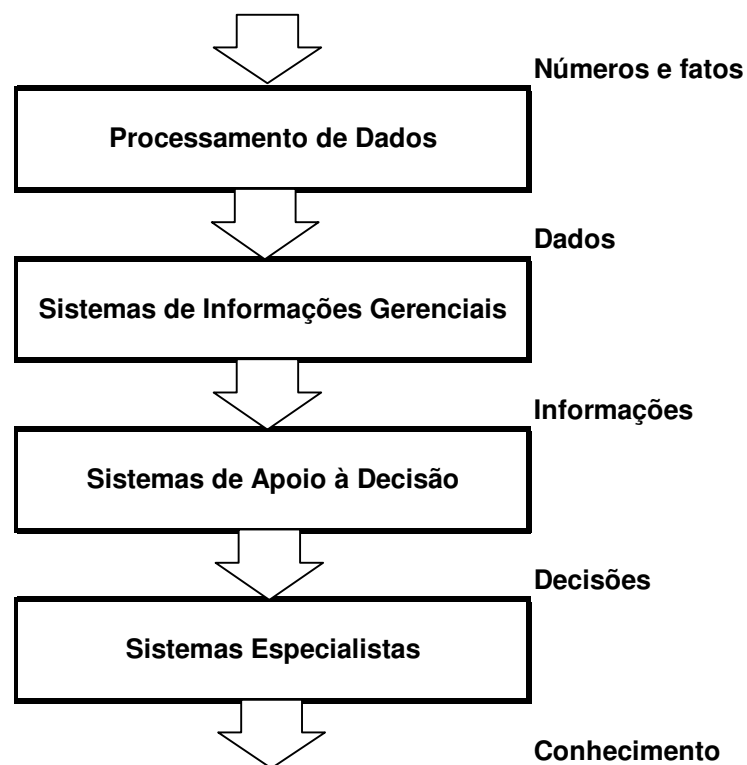 Números e fatos
Processamento de Dados
Dados
Sistemas de Informações Gerenciais
Informações
Sistemas de Apoio à Decisão
Decisões
Sistemas Especialistas
Conhecimento